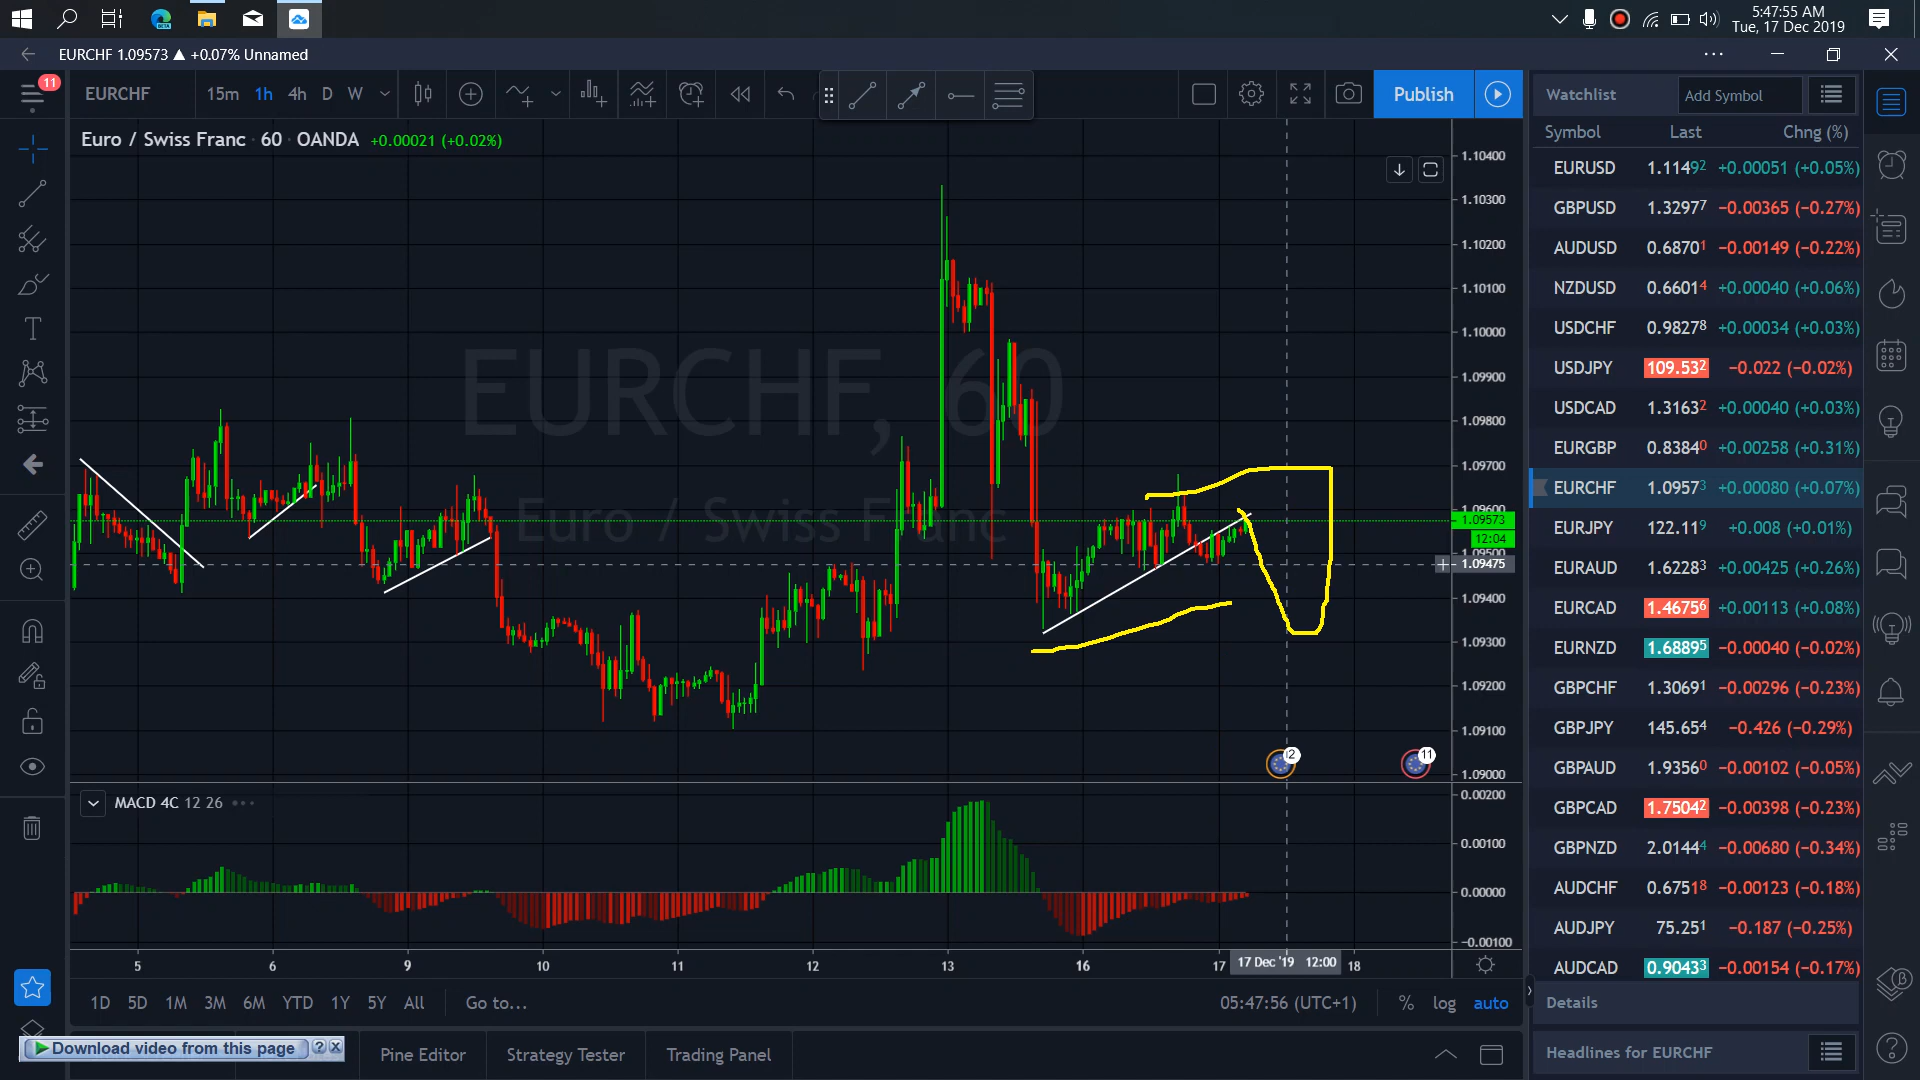 5:47:55 AM
BETA
Tue, 17 Dec 2019
EURCHF 1.09573 ▲ +0.07% Unnamed
11
EURCHF 15m 1h 4h D W Publish
Watchlist Add Symbol
Symbol Last Chng (%)
Euro / Swiss Franc 60 OANDA +0.00021 (+0.02%)
EURCHF, 60
Euro / Swiss Franc
1.10400
1.10300
1.10200
1.10100
1.10000
1.09900
1.09800
1.09700
1.09600
1.09573
12:04
1.09500
1.09475
1.09400
1.09300
1.09200
1.09100
1.09000
2
11
EURUSD 1.11492 +0.00051 (+0.05%)
GBPUSD 1.32977 −0.00365 (−0.27%)
AUDUSD 0.68701 −0.00149 (−0.22%)
NZDUSD 0.66014 +0.00040 (+0.06%)
USDCHF 0.98278 +0.00034 (+0.03%)
USDJPY 109.532 −0.022 (−0.02%)
USDCAD 1.31632 +0.00040 (+0.03%)
EURGBP 0.83840 +0.00258 (+0.31%)
EURCHF 1.09573 +0.00080 (+0.07%)
EURJPY 122.119 +0.008 (+0.01%)
EURAUD 1.62283 +0.00425 (+0.26%)
EURCAD 1.46756 +0.00113 (+0.08%)
EURNZD 1.68895 −0.00040 (−0.02%)
GBPCHF 1.30691 −0.00296 (−0.23%)
GBPJPY 145.654 −0.426 (−0.29%)
GBPAUD 1.93560 −0.00102 (−0.05%)
GBPCAD 1.75042 −0.00398 (−0.23%)
GBPNZD 2.01444 −0.00680 (−0.34%)
AUDCHF 0.67518 −0.00123 (−0.18%)
AUDJPY 75.251 −0.187 (−0.25%)
AUDCAD 0.90433 −0.00154 (−0.17%)
MACD 4C 12 26
0.00200
0.00100
0.00000
−0.00100
5 6 9 10 11 12 13 16 17 17 Dec '19 12:00 18
1D 5D 1M 3M 6M YTD 1Y 5Y All Go to... 05:47:56 (UTC+1) % log auto
Details
Download video from this page ? X
Pine Editor Strategy Tester Trading Panel
Headlines for EURCHF